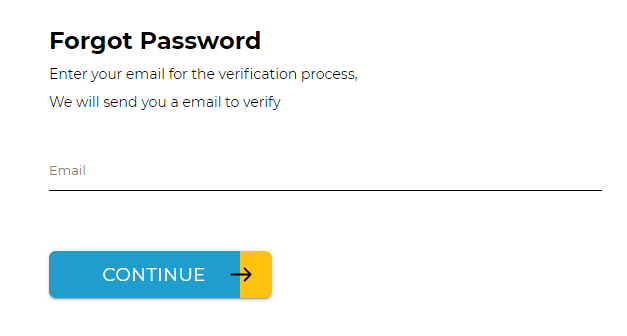 Forgot Password
Enter your email for the verification process,
We will send you a email to verify
Email
CONTINUE